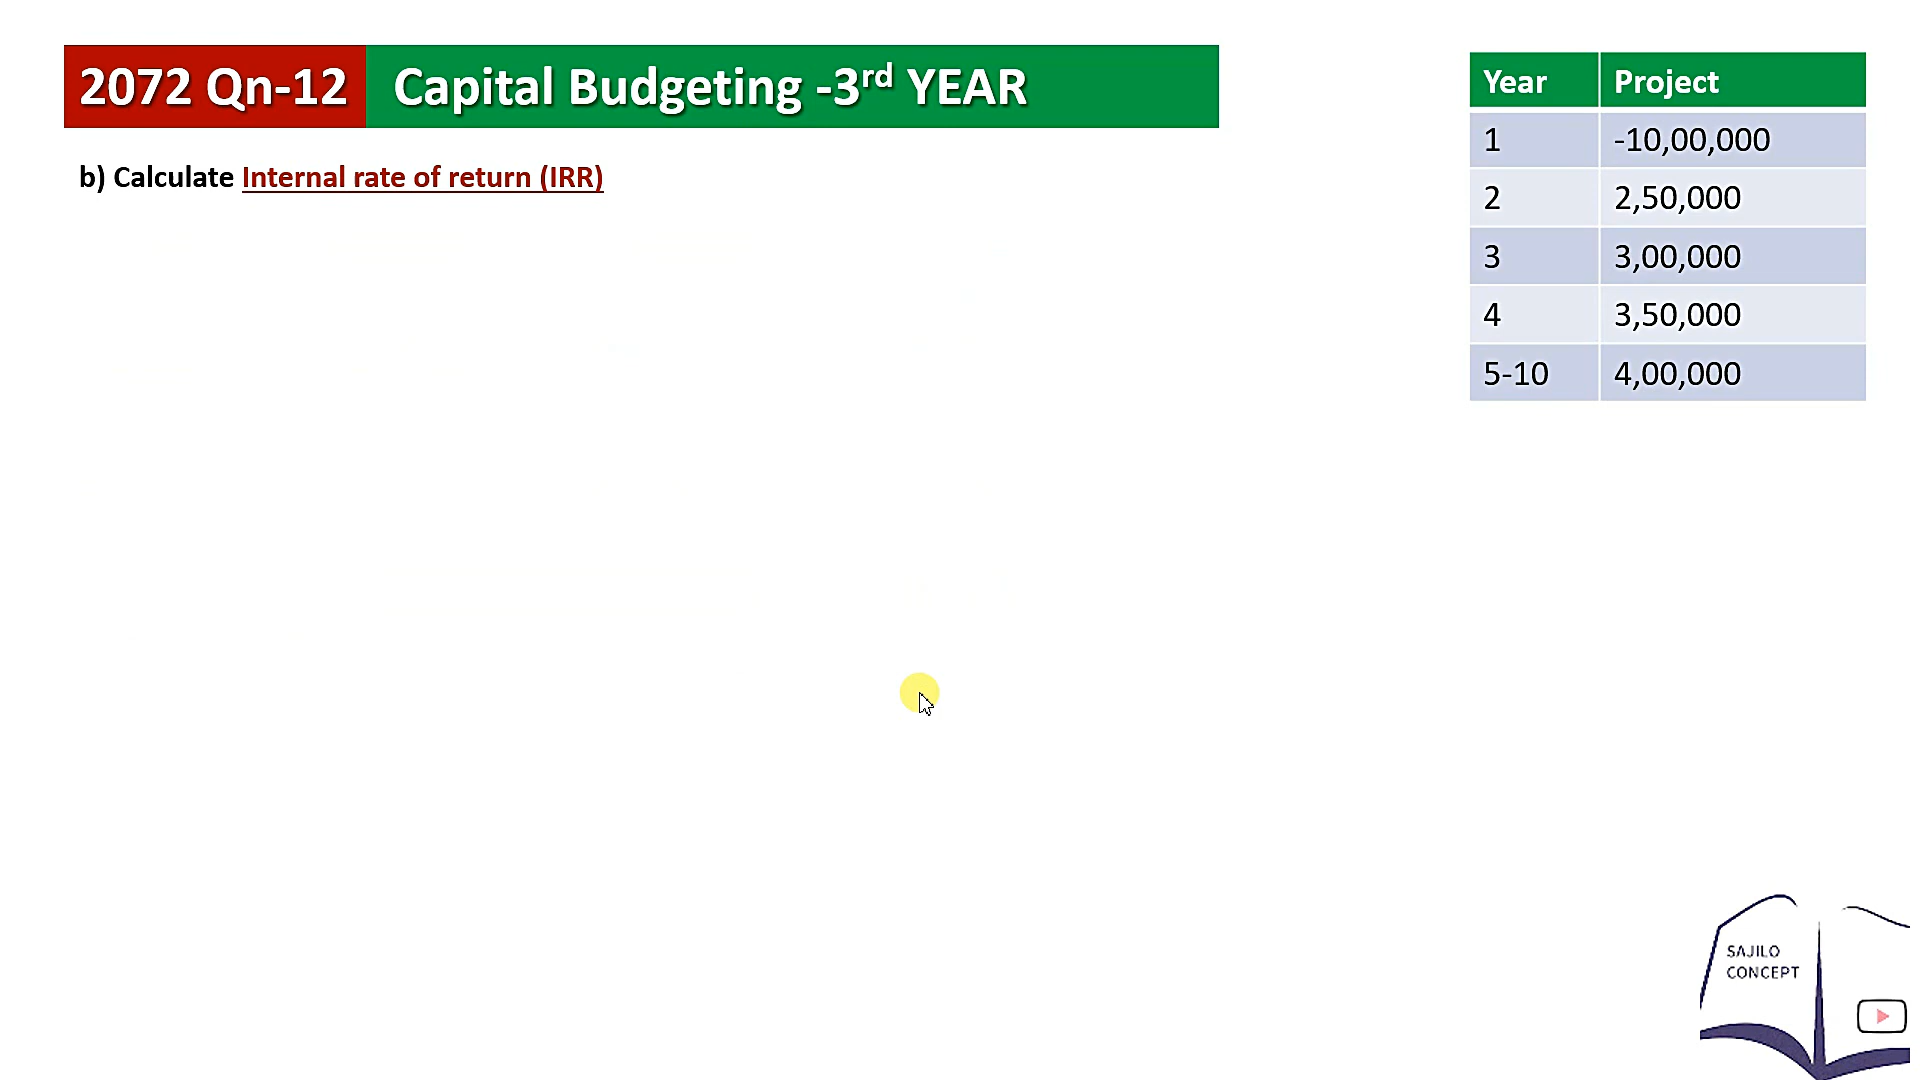 2072 Qn-12 Capital Budgeting -3rd YEAR
b) Calculate Internal rate of return (IRR)
Year Project
1 -10,00,000
2 2,50,000
3 3,00,000
4 3,50,000
5-10 4,00,000
SAJILO
CONCEPT